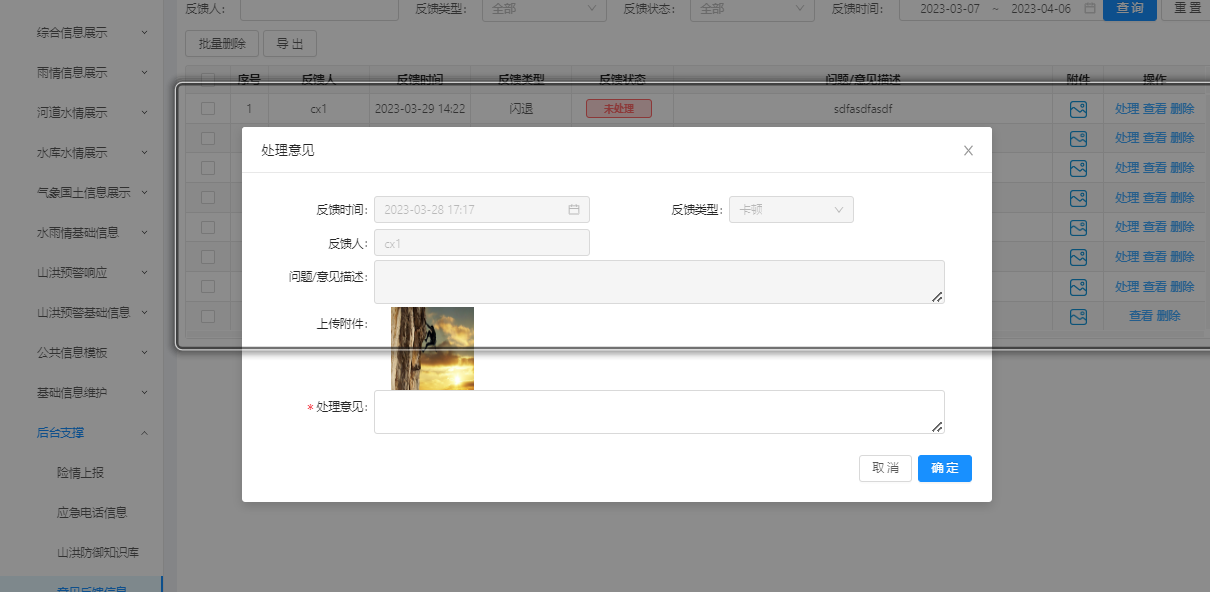 反馈人:
反馈类型:
全部
反馈状态:
全部
反馈时间:
2023-03-07 ~ 2023-04-06
查 询
重 置
批量删除
导 出
综合信息展示
雨情信息展示
河道水情展示
水库水情展示
气象国土信息展示
水雨情基础信息
山洪预警响应
山洪预警基础信息
公共信息模板
基础信息维护
后台支撑
险情上报
应急电话信息
山洪防御知识库
意见反馈信息
序号 反馈人 反馈时间 反馈类型 反馈状态 问题/意见描述 附件 操作
1 cx1 2023-03-29 14:22 闪退 未处理 sdfasdfasdf 处理 查看 删除
处理 查看 删除
处理 查看 删除
处理 查看 删除
处理 查看 删除
处理 查看 删除
处理 查看 删除
查看 删除
处理意见
反馈时间: 2023-03-28 17:17 反馈类型: 卡顿
反馈人: cx1
问题/意见描述:
上传附件:
* 处理意见:
取 消
确 定